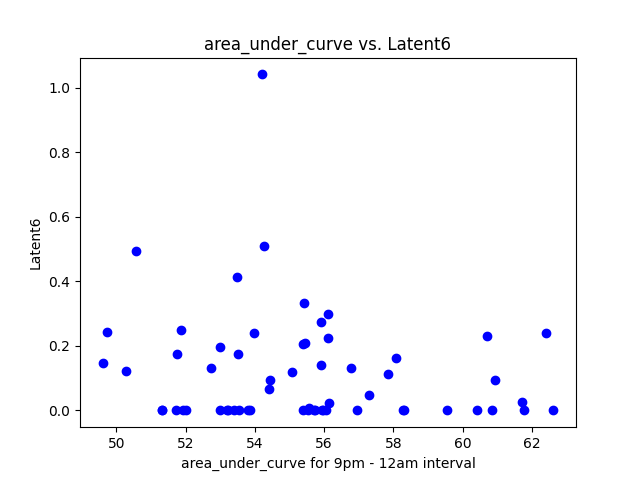 area_under_curve vs. Latent6
1.0
0.8
0.6
0.4
0.2
0.0
Latent6
50 52 54 56 58 60 62
area_under_curve for 9pm - 12am interval